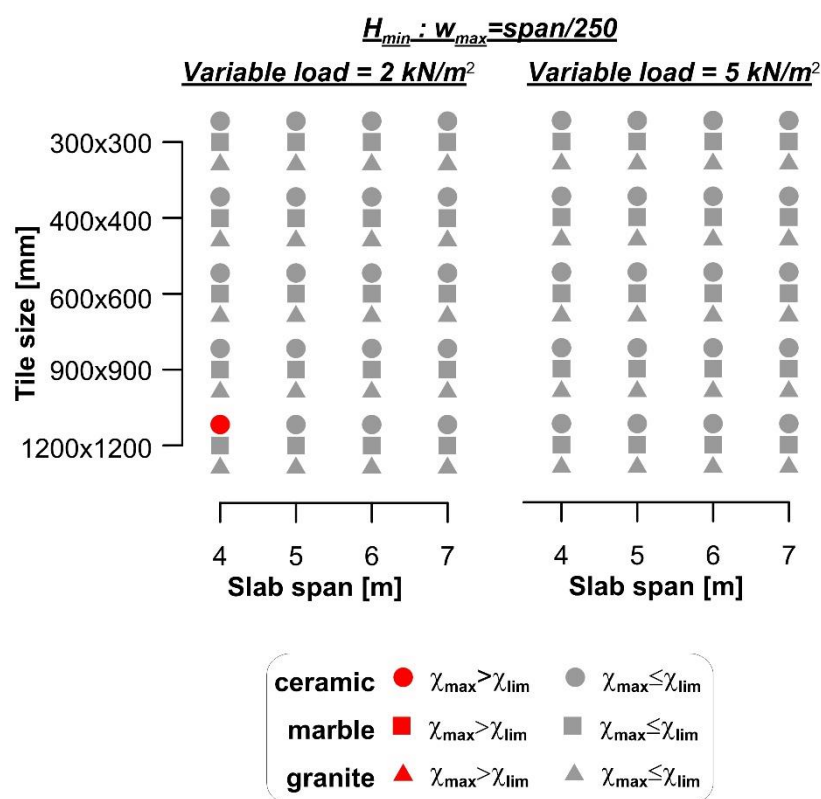 H_min : w_max=span/250
Variable load = 2 kN/m²
Variable load = 5 kN/m²
Tile size [mm]
300x300
400x400
600x600
900x900
1200x1200
4 5 6 7
4 5 6 7
Slab span [m]
Slab span [m]
ceramic χmax>χlim χmax≤χlim
marble χmax>χlim χmax≤χlim
granite χmax>χlim χmax≤χlim